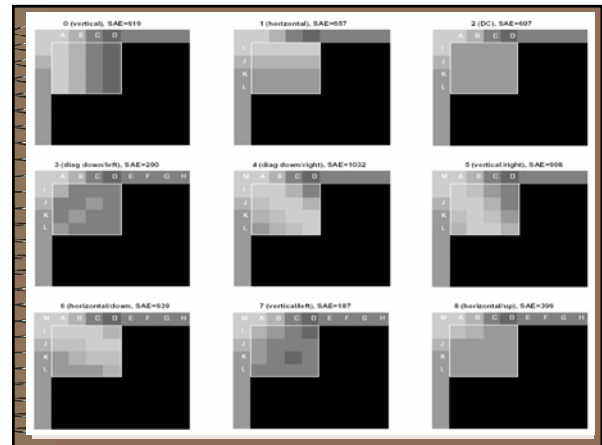 0 (vertical), SAE=619
1 (horizontal), SAE=657
2 (DC), SAE=607
A B C D
A B C D
I
I
I
J
J
J
K
K
K
L
L
L
3 (diag down/left), SAE=200
4 (diag down/right), SAE=1032
5 (vertical/right), SAE=908
A B C D E F G H
M A B C D
M A B C D
I
I
I
J
J
J
K
K
K
L
L
L
6 (horizontal/down, SAE=939
7 (vertical/left), SAE=187
8 (horizontal/up), SAE=399
M A B C D E F G H
M A B C D E F G H
M A B C D E F G H
I
I
I
J
J
J
K
K
K
L
L
L